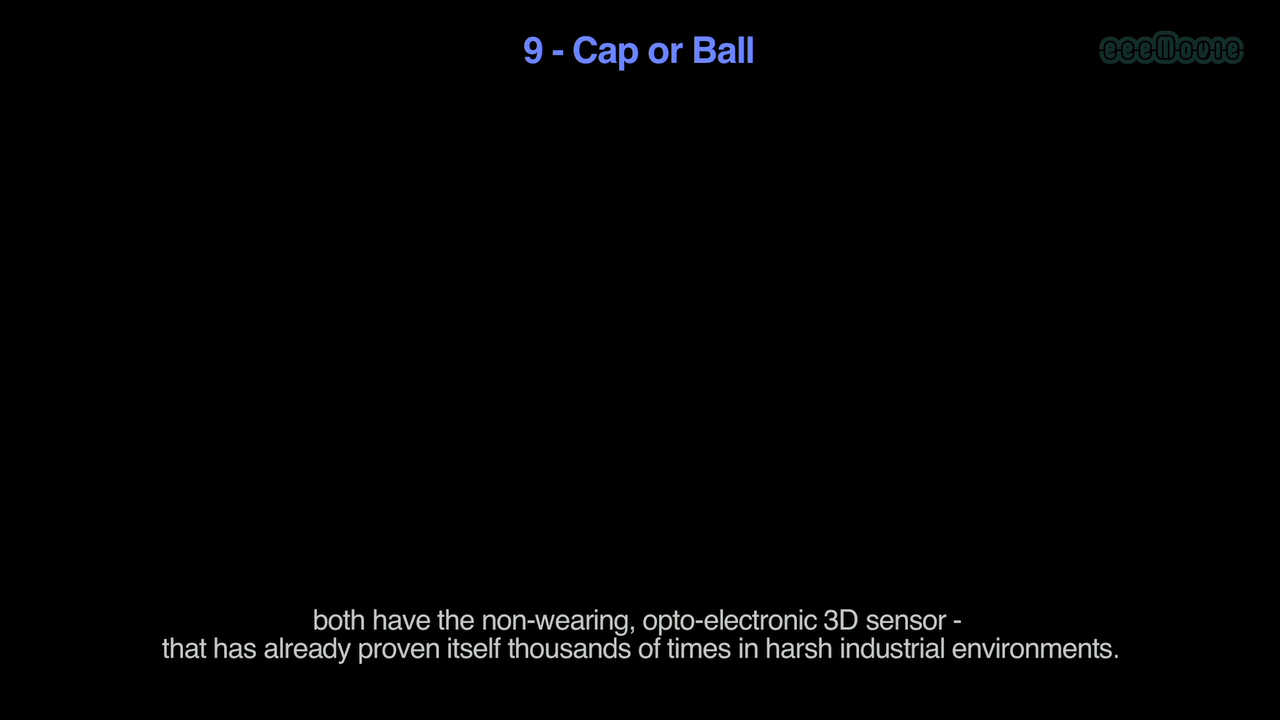 9 - Cap or Ball
eeeMovie
both have the non-wearing, opto-electronic 3D sensor -
that has already proven itself thousands of times in harsh industrial environments.